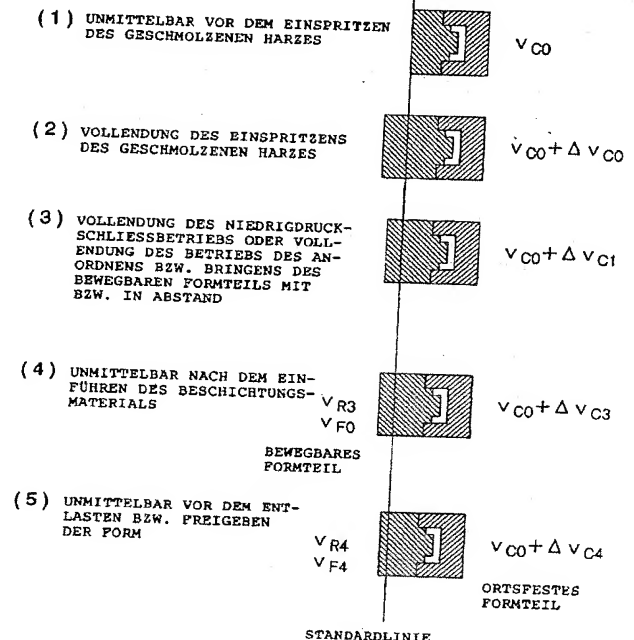 (1) UNMITTELBAR VOR DEM EINSPRITZEN
DES GESCHMOLZENEN HARZES
V C0
(2) VOLLENDUNG DES EINSPRITZENS
DES GESCHMOLZENEN HARZES
V C0 + Δ V C0
(3) VOLLENDUNG DES NIEDRIGDRUCK-
SCHLIESSBETRIEBS ODER VOLL-
ENDUNG DES BETRIEBS DES AN-
ORDNENS BZW. BRINGENS DES
BEWEGBAREN FORMTEILS MIT
BZW. IN ABSTAND
V C0 + Δ V C1
(4) UNMITTELBAR NACH DEM EIN-
FÜHREN DES BESCHICHTUNGS-
MATERIALS
V R3
V F0
V C0 + Δ V C3
BEWEGBARES
FORMTEIL
(5) UNMITTELBAR VOR DEM ENT-
LASTEN BZW. FREIGEBEN
DER FORM
V R4
V F4
V C0 + Δ V C4
ORTSFESTES
FORMTEIL
STANDARDLINIE